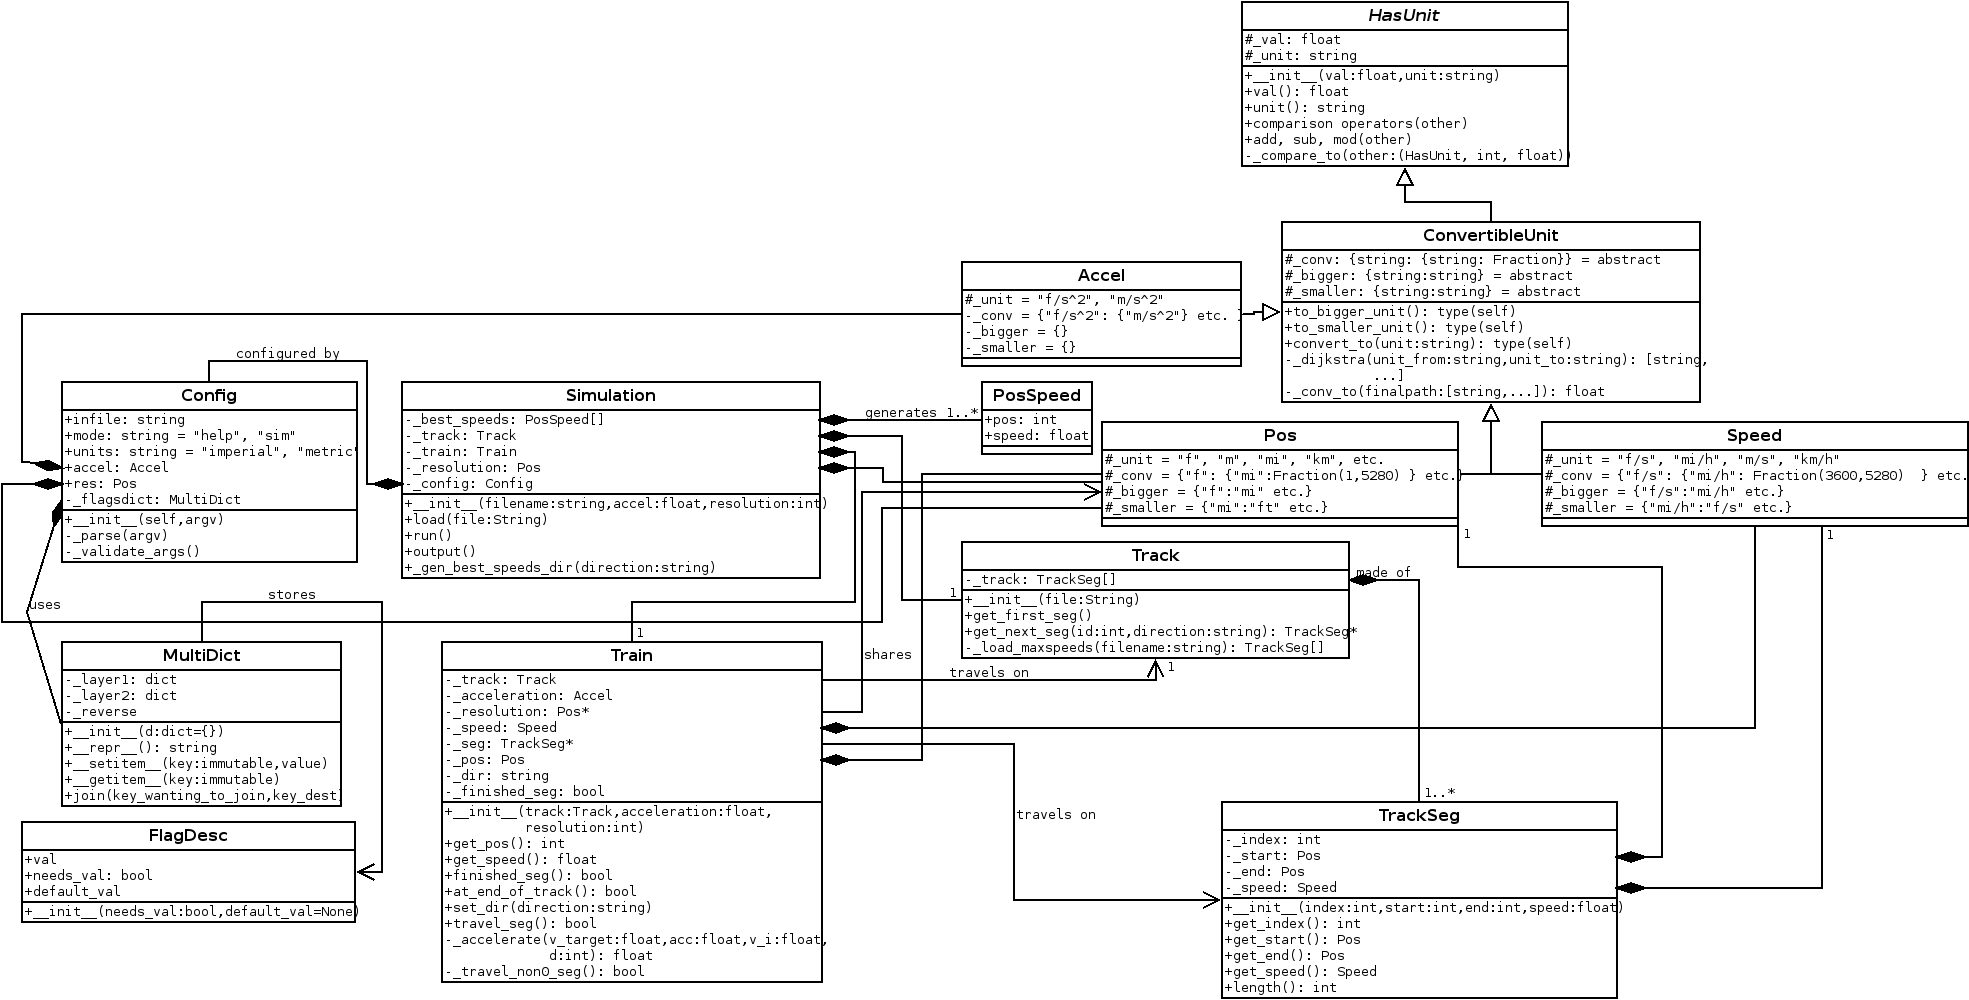 HasUnit
#_val: float
#_unit: string
+__init__(val:float,unit:string)
+val(): float
+unit(): string
+comparison operators(other)
+add, sub, mod(other)
-_compare_to(other:(HasUnit, int, float))
ConvertibleUnit
#_conv: {string: {string: Fraction}} = abstract
#_bigger: {string:string} = abstract
#_smaller: {string:string} = abstract
+to_bigger_unit(): type(self)
+to_smaller_unit(): type(self)
+convert_to(unit:string): type(self)
-_dijkstra(unit_from:string,unit_to:string): [string,
...]
-_conv_to(finalpath:[string,...]): float
Accel
#_unit = "f/s^2", "m/s^2"
-_conv = {"f/s^2": {"m/s^2"} etc. }
-_bigger = {}
-_smaller = {}
configured by
Config
+infile: string
+mode: string = "help", "sim"
+units: string = "imperial", "metric"
+accel: Accel
+res: Pos
-_flagsdict: MultiDict
+__init__(self,argv)
-_parse(argv)
-_validate_args()
Simulation
-_best_speeds: PosSpeed[]
-_track: Track
-_train: Train
-_resolution: Pos
-_config: Config
+__init__(filename:string,accel:float,resolution:int)
+load(file:String)
+run()
+output()
+_gen_best_speeds_dir(direction:string)
generates 1..*
PosSpeed
+pos: int
+speed: float
Pos
#_unit = "f", "m", "mi", "km", etc.
#_conv = {"f": {"mi":Fraction(1,5280) } etc.}
#_bigger = {"f":"mi" etc.}
#_smaller = {"mi":"ft" etc.}
1
Speed
#_unit = "f/s", "mi/h", "m/s", "km/h"
#_conv = {"f/s": {"mi/h": Fraction(3600,5280)  } etc.
#_bigger = {"f/s":"mi/h" etc.}
#_smaller = {"mi/h":"f/s" etc.}
1
Track
-_track: TrackSeg[]
+__init__(file:String)
+get_first_seg()
+get_next_seg(id:int,direction:string): TrackSeg*
-_load_maxspeeds(filename:string): TrackSeg[]
made of
1
uses
stores
1
shares
travels on
1
MultiDict
-_layer1: dict
-_layer2: dict
-_reverse
+__init__(d:dict={})
+__repr__(): string
+__setitem__(key:immutable,value)
+__getitem__(key:immutable)
+join(key_wanting_to_join,key_dest)
Train
-_track: Track
-_acceleration: Accel
-_resolution: Pos*
-_speed: Speed
-_seg: TrackSeg*
-_pos: Pos
-_dir: string
-_finished_seg: bool
+__init__(track:Track,acceleration:float,
resolution:int)
+get_pos(): int
+get_speed(): float
+finished_seg(): bool
+at_end_of_track(): bool
+set_dir(direction:string)
+travel_seg(): bool
-_accelerate(v_target:float,acc:float,v_i:float,
d:int): float
-_travel_non0_seg(): bool
travels on
1..*
FlagDesc
+val
+needs_val: bool
+default_val
+__init__(needs_val:bool,default_val=None)
TrackSeg
-_index: int
-_start: Pos
-_end: Pos
-_speed: Speed
+__init__(index:int,start:int,end:int,speed:float)
+get_index(): int
+get_start(): Pos
+get_end(): Pos
+get_speed(): Speed
+length(): int